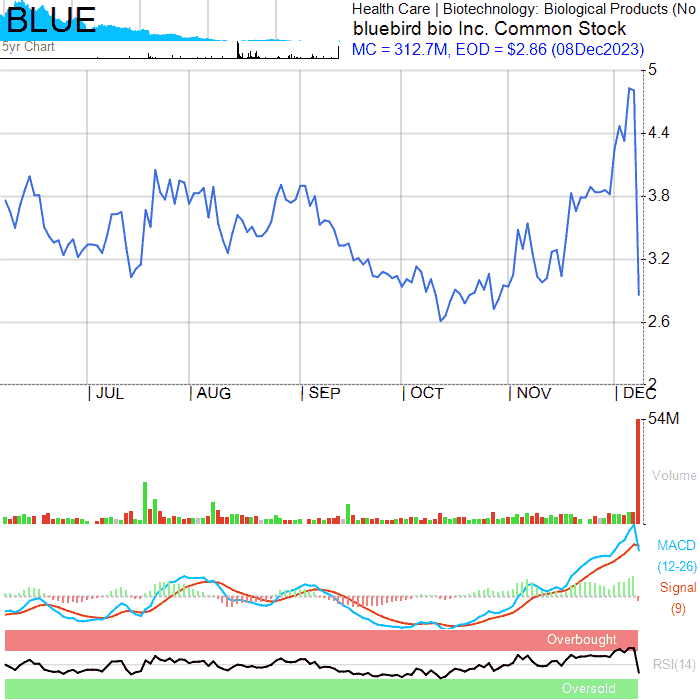 BLUE
Health Care | Biotechnology: Biological Products (No
bluebird bio Inc. Common Stock
5yr Chart
MC = 312.7M, EOD = $2.86 (08Dec2023)
5
4.4
3.8
3.2
2.6
2
| JUL | AUG | SEP | OCT | NOV | DEC
54M
Volume
MACD
(12-26)
Signal
(9)
Overbought
RSI(14)
Oversold